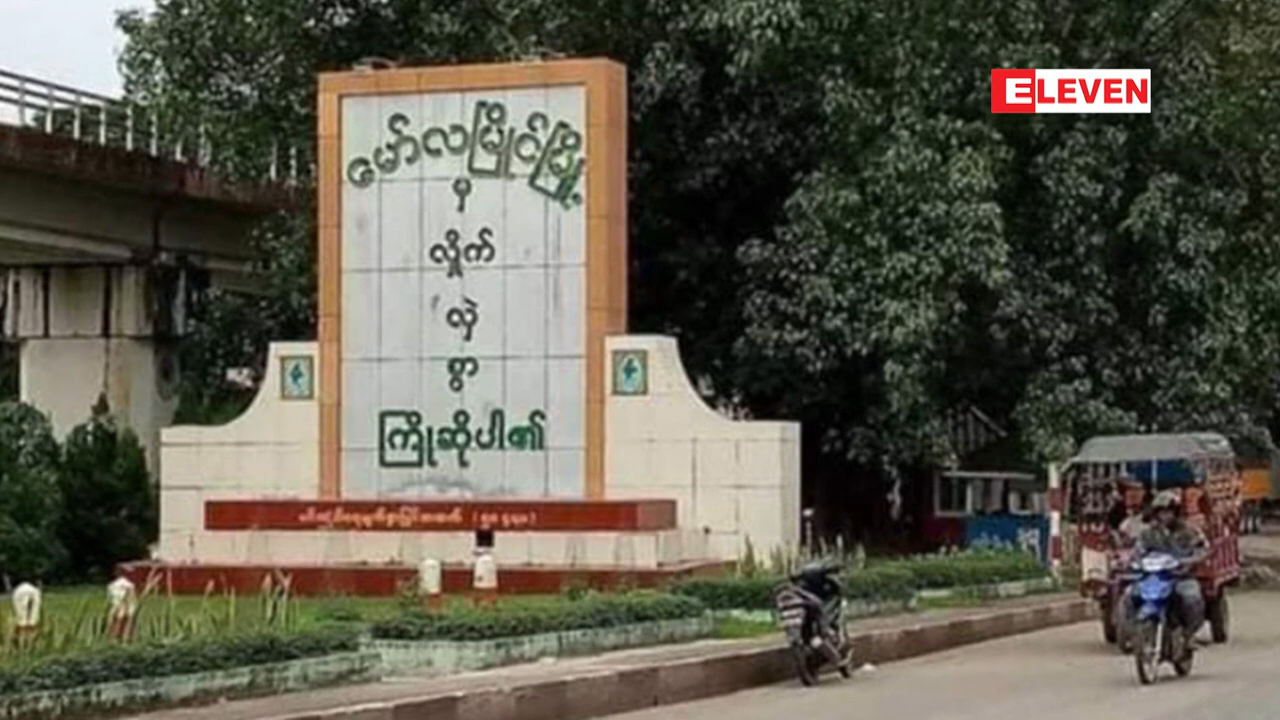 ELEVEN
မော်လမြိုင်မြို့
မှ
လှိုက်
လှဲ
စွာ
ကြိုဆိုပါ၏